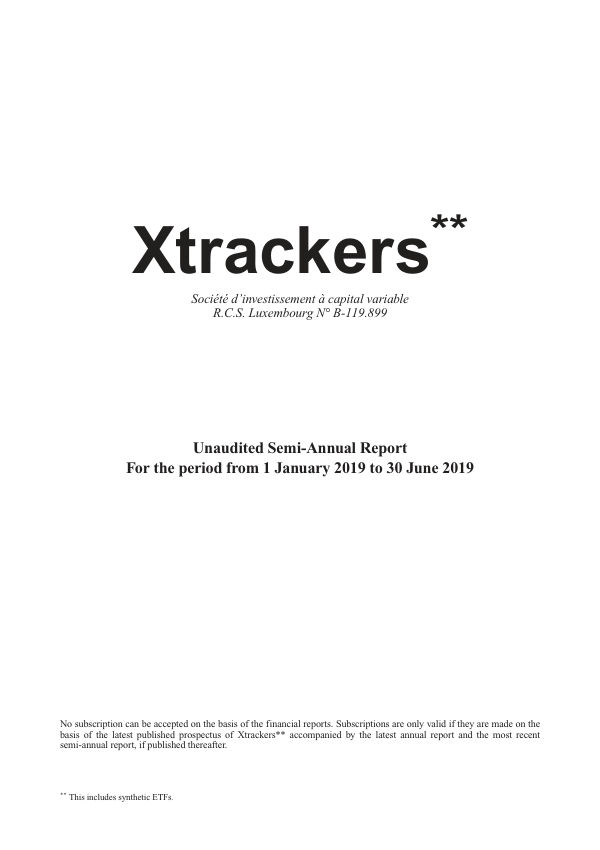 Xtrackers**
Société d'investissement à capital variable
R.C.S. Luxembourg N° B-119.899
Unaudited Semi-Annual Report
For the period from 1 January 2019 to 30 June 2019
No subscription can be accepted on the basis of the financial reports. Subscriptions are only valid if they are made on the
basis of the latest published prospectus of Xtrackers** accompanied by the latest annual report and the most recent
semi-annual report, if published thereafter.
** This includes synthetic ETFs.